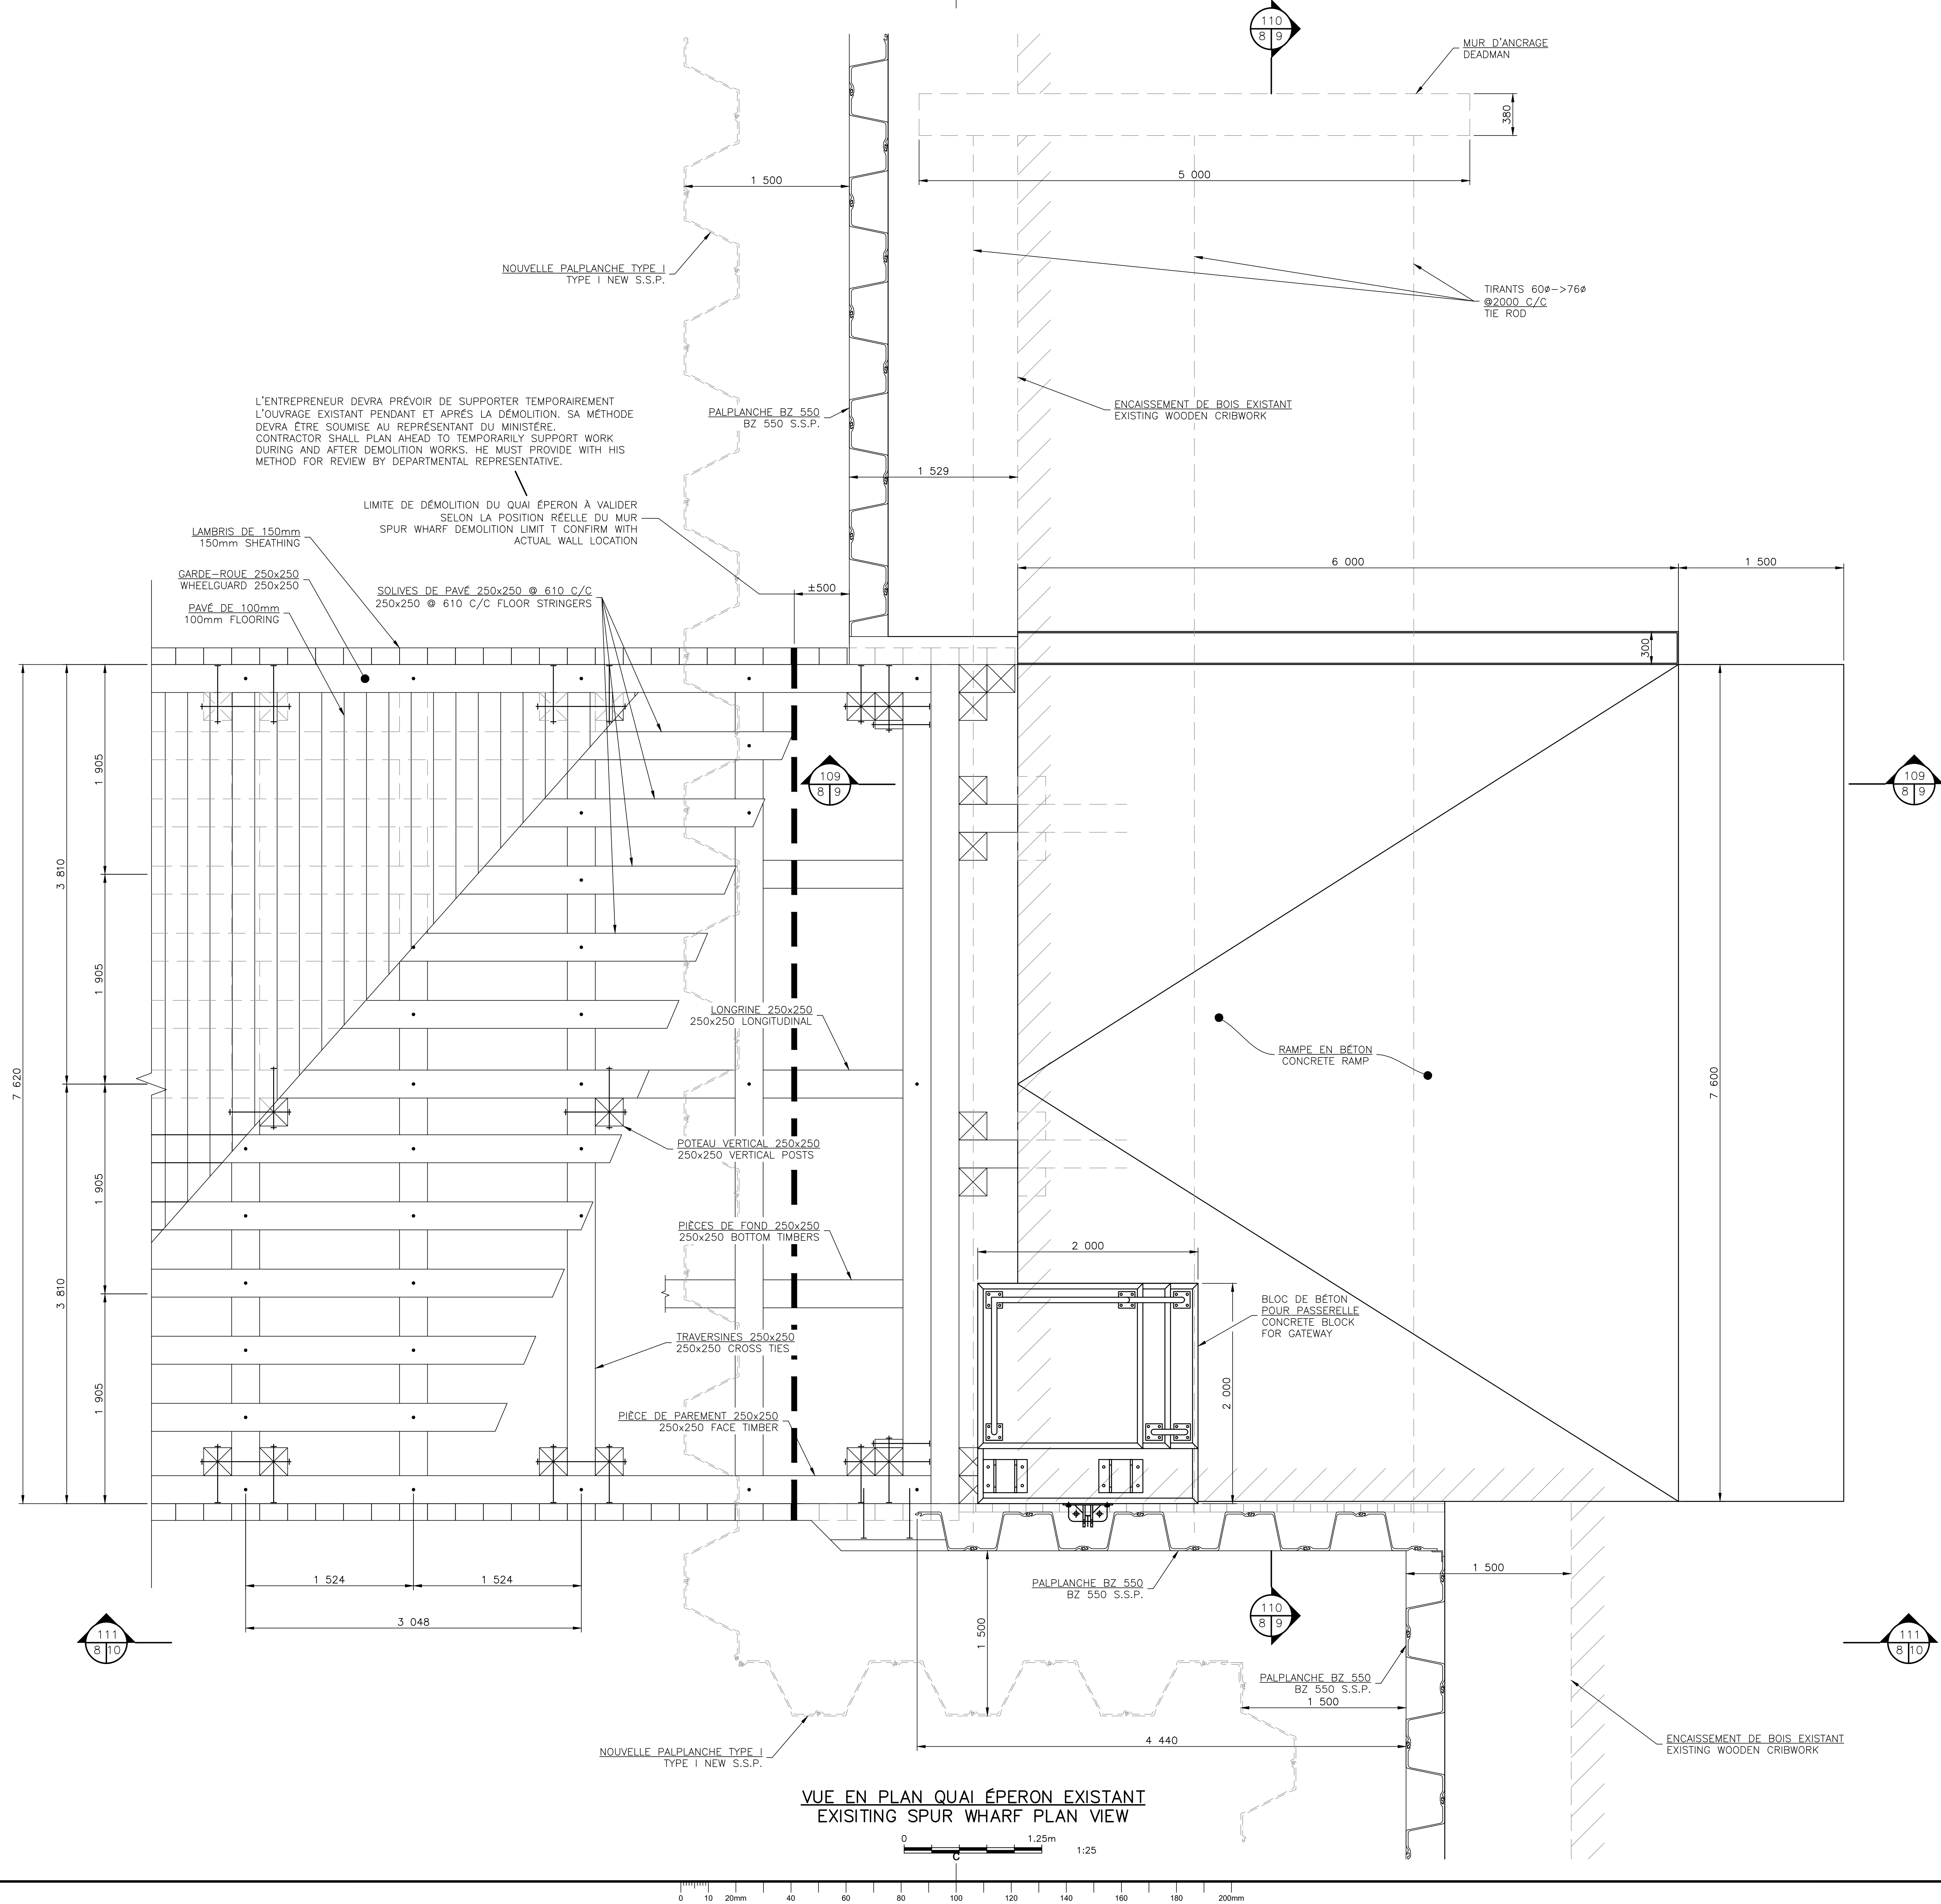 110
8 9
MUR D'ANCRAGE
DEADMAN
380
1 500
5 000
NOUVELLE PALPLANCHE TYPE I
TYPE I NEW S.S.P.
TIRANTS 60ø->76ø
@2000 C/C
TIE ROD
L'ENTREPRENEUR DEVRA PRÉVOIR DE SUPPORTER TEMPORAIREMENT
L'OUVRAGE EXISTANT PENDANT ET APRÉS LA DÉMOLITION. SA MÉTHODE
DEVRA ÊTRE SOUMISE AU REPRÉSENTANT DU MINISTÉRE.
CONTRACTOR SHALL PLAN AHEAD TO TEMPORARILY SUPPORT WORK
DURING AND AFTER DEMOLITION WORKS. HE MUST PROVIDE WITH HIS
METHOD FOR REVIEW BY DEPARTMENTAL REPRESENTATIVE.
PALPLANCHE BZ 550
BZ 550 S.S.P.
ENCAISSEMENT DE BOIS EXISTANT
EXISTING WOODEN CRIBWORK
1 529
LIMITE DE DÉMOLITION DU QUAI ÉPERON À VALIDER
SELON LA POSITION RÉELLE DU MUR
SPUR WHARF DEMOLITION LIMIT T CONFIRM WITH
ACTUAL WALL LOCATION
LAMBRIS DE 150mm
150mm SHEATHING
GARDE-ROUE 250x250
WHEELGUARD 250x250
PAVÉ DE 100mm
100mm FLOORING
SOLIVES DE PAVÉ 250x250 @ 610 C/C
250x250 @ 610 C/C FLOOR STRINGERS
±500
6 000
1 500
300
109
8 9
109
8 9
1 905
3 810
1 905
7 620
LONGRINE 250x250
250x250 LONGITUDINAL
RAMPE EN BÉTON
CONCRETE RAMP
7 600
POTEAU VERTICAL 250x250
250x250 VERTICAL POSTS
1 905
PIÈCES DE FOND 250x250
250x250 BOTTOM TIMBERS
2 000
3 810
BLOC DE BÉTON
POUR PASSERELLE
CONCRETE BLOCK
FOR GATEWAY
TRAVERSINES 250x250
250x250 CROSS TIES
2 000
1 905
PIÈCE DE PAREMENT 250x250
250x250 FACE TIMBER
1 524
1 524
3 048
PALPLANCHE BZ 550
BZ 550 S.S.P.
1 500
1 500
110
8 9
111
8 10
111
8 10
PALPLANCHE BZ 550
BZ 550 S.S.P.
1 500
4 440
NOUVELLE PALPLANCHE TYPE I
TYPE I NEW S.S.P.
ENCAISSEMENT DE BOIS EXISTANT
EXISTING WOODEN CRIBWORK
VUE EN PLAN QUAI ÉPERON EXISTANT
EXISITING SPUR WHARF PLAN VIEW
0 1.25m
1:25
C
0 10 20mm 40 60 80 100 120 140 160 180 200mm